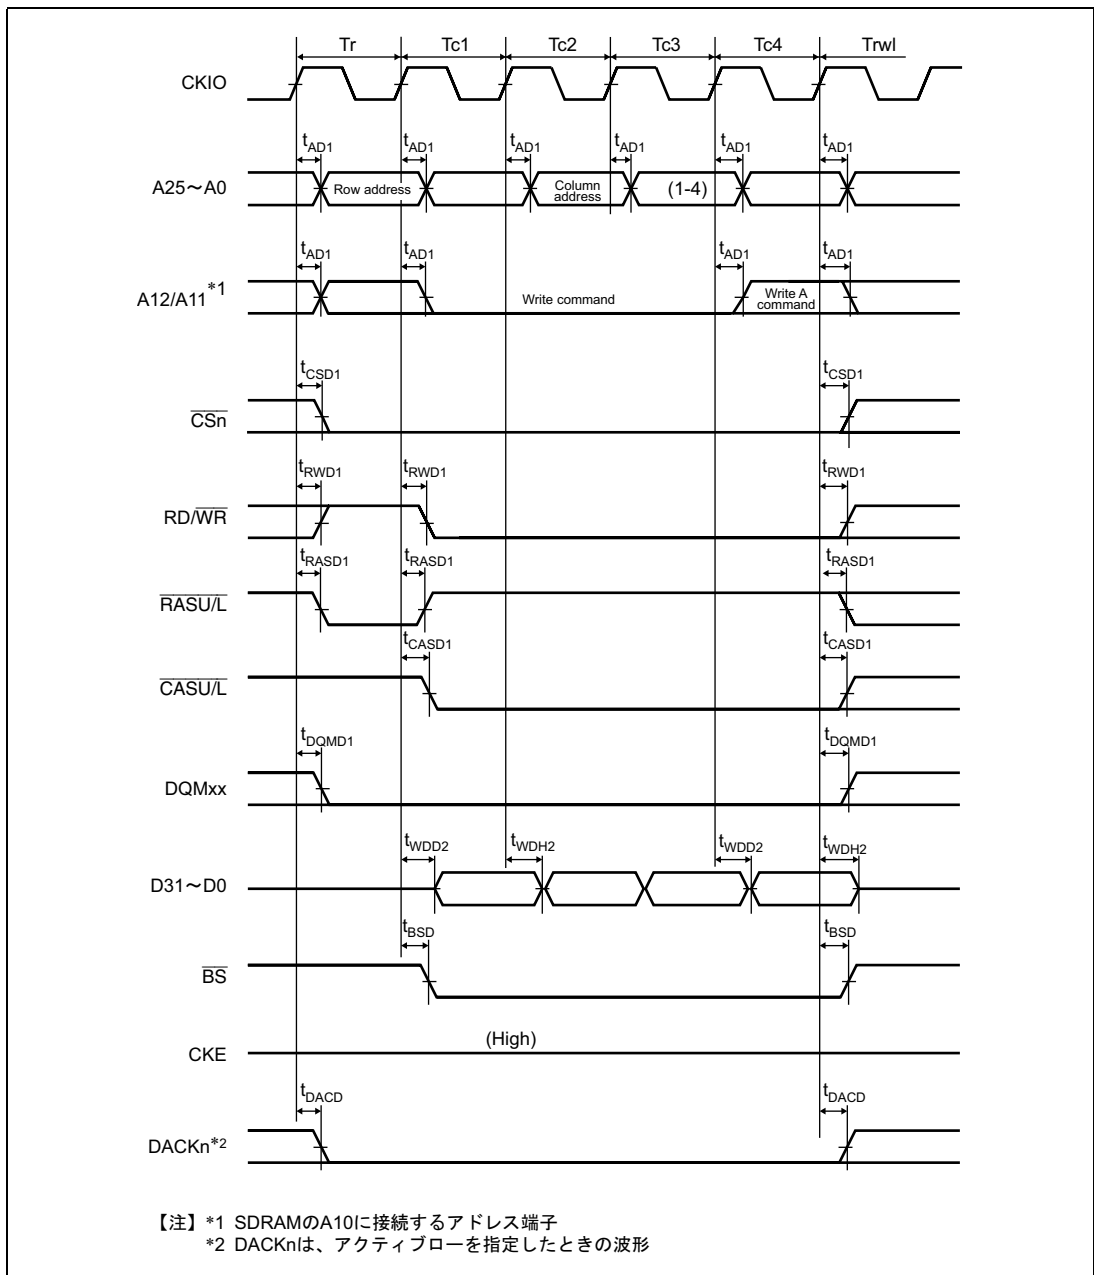 Tr Tc1 Tc2 Tc3 Tc4 Trwl
CKIO
tAD1 tAD1 tAD1 tAD1 tAD1 tAD1
A25～A0 Row address Column address (1-4)
tAD1 tAD1 tAD1 tAD1
A12/A11*1 Write command Write A command
tCSD1 tCSD1
CSn
tRWD1 tRWD1 tRWD1
RD/WR
tRASD1 tRASD1 tRASD1
RASU/L
tCASD1 tCASD1
CASU/L
tDQMD1 tDQMD1
DQMxx
tWDD2 tWDH2 tWDD2 tWDH2
D31～D0
tBSD tBSD
BS
(High)
CKE
tDACD tDACD
DACKn*2
【注】*1 SDRAMのA10に接続するアドレス端子
*2 DACKnは、アクティブローを指定したときの波形